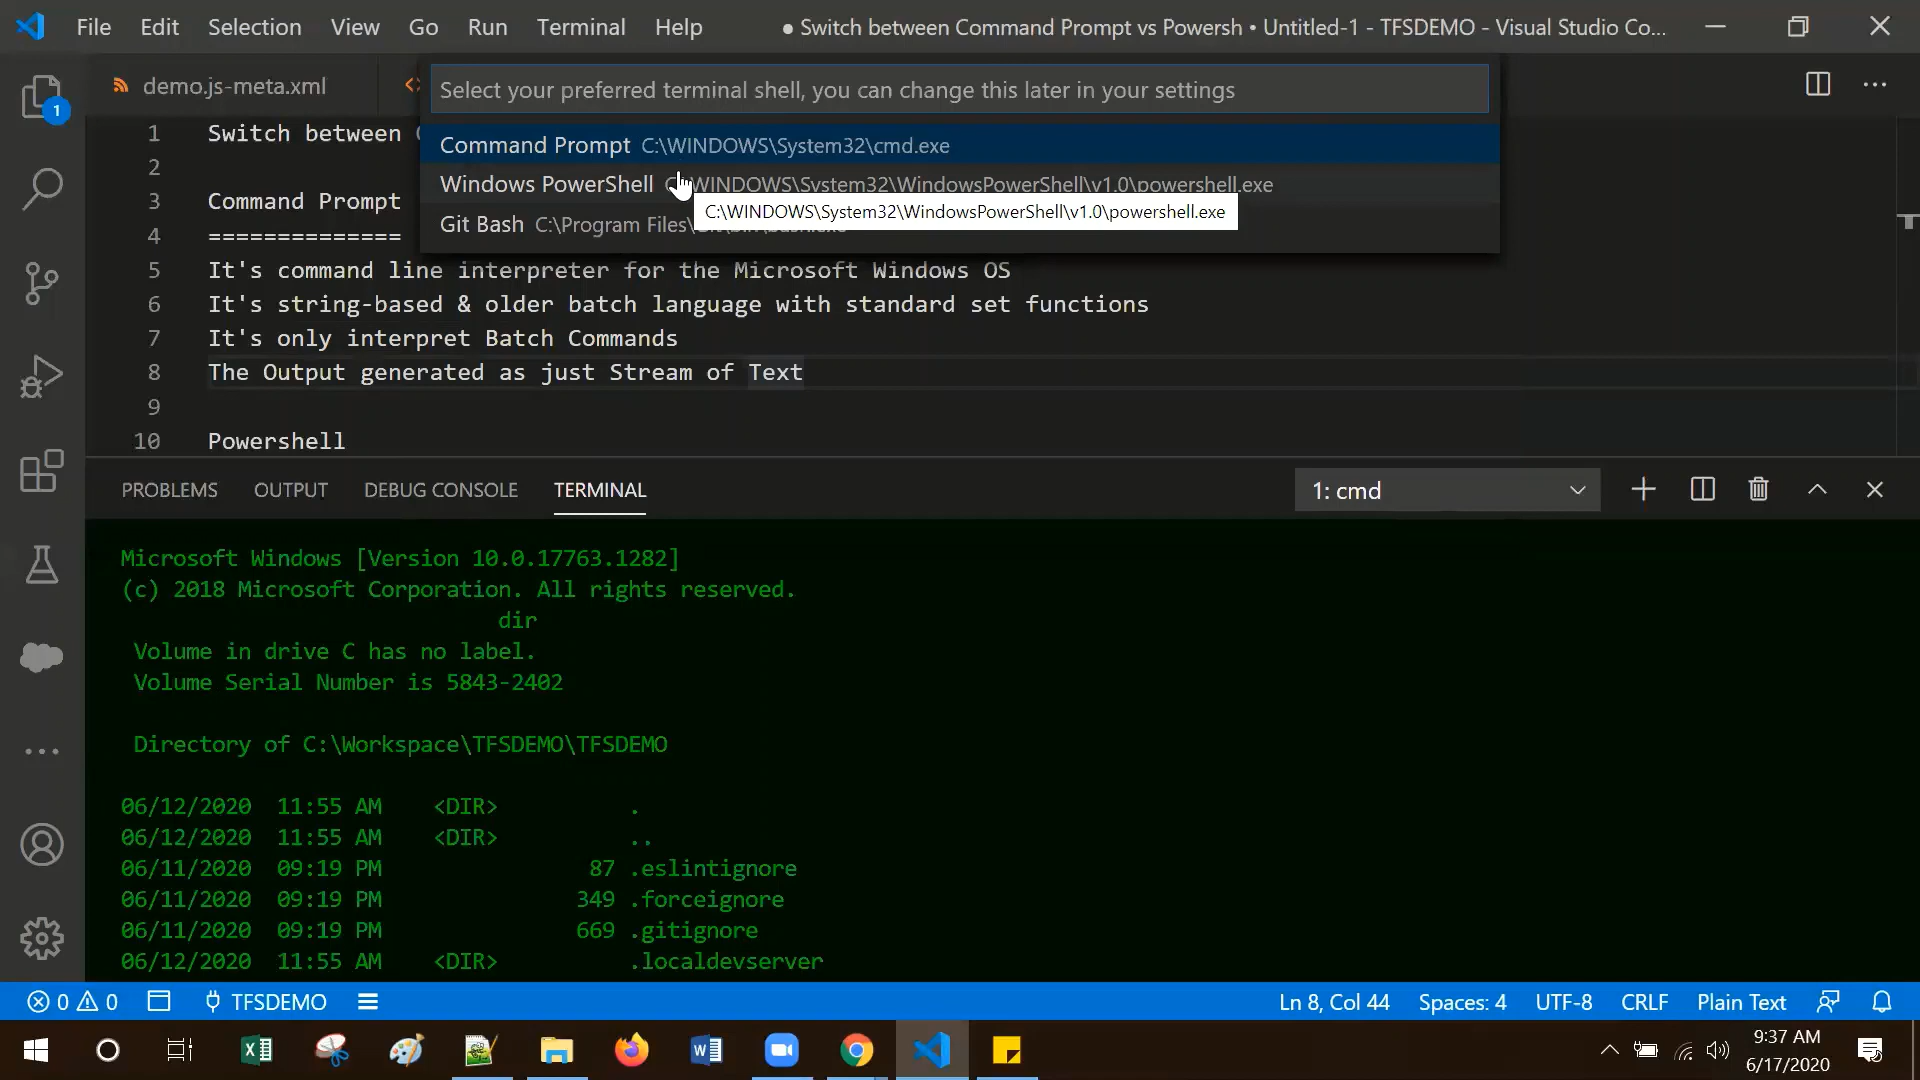 File Edit Selection View Go Run Terminal Help ● Switch between Command Prompt vs Powersh • Untitled-1 - TFSDEMO - Visual Studio Co...
demo.js-meta.xml
Select your preferred terminal shell, you can change this later in your settings
Command Prompt C:\WINDOWS\System32\cmd.exe
Windows PowerShell C:\WINDOWS\System32\WindowsPowerShell\v1.0\powershell.exe
C:\WINDOWS\System32\WindowsPowerShell\v1.0\powershell.exe
Git Bash C:\Program Files\
1
1 Switch between
2
3 Command Prompt
4 ==============
5 It's command line interpreter for the Microsoft Windows OS
6 It's string-based & older batch language with standard set functions
7 It's only interpret Batch Commands
8 The Output generated as just Stream of Text
9
10 Powershell
PROBLEMS OUTPUT DEBUG CONSOLE TERMINAL 1: cmd
Microsoft Windows [Version 10.0.17763.1282]
(c) 2018 Microsoft Corporation. All rights reserved.
dir
Volume in drive C has no label.
Volume Serial Number is 5843-2402
Directory of C:\Workspace\TFSDEMO\TFSDEMO
06/12/2020 11:55 AM <DIR> .
06/12/2020 11:55 AM <DIR> ..
06/11/2020 09:19 PM 87 .eslintignore
06/11/2020 09:19 PM 349 .forceignore
06/11/2020 09:19 PM 669 .gitignore
06/12/2020 11:55 AM <DIR> .localdevserver
0 0 TFSDEMO Ln 8, Col 44 Spaces: 4 UTF-8 CRLF Plain Text
9:37 AM
6/17/2020